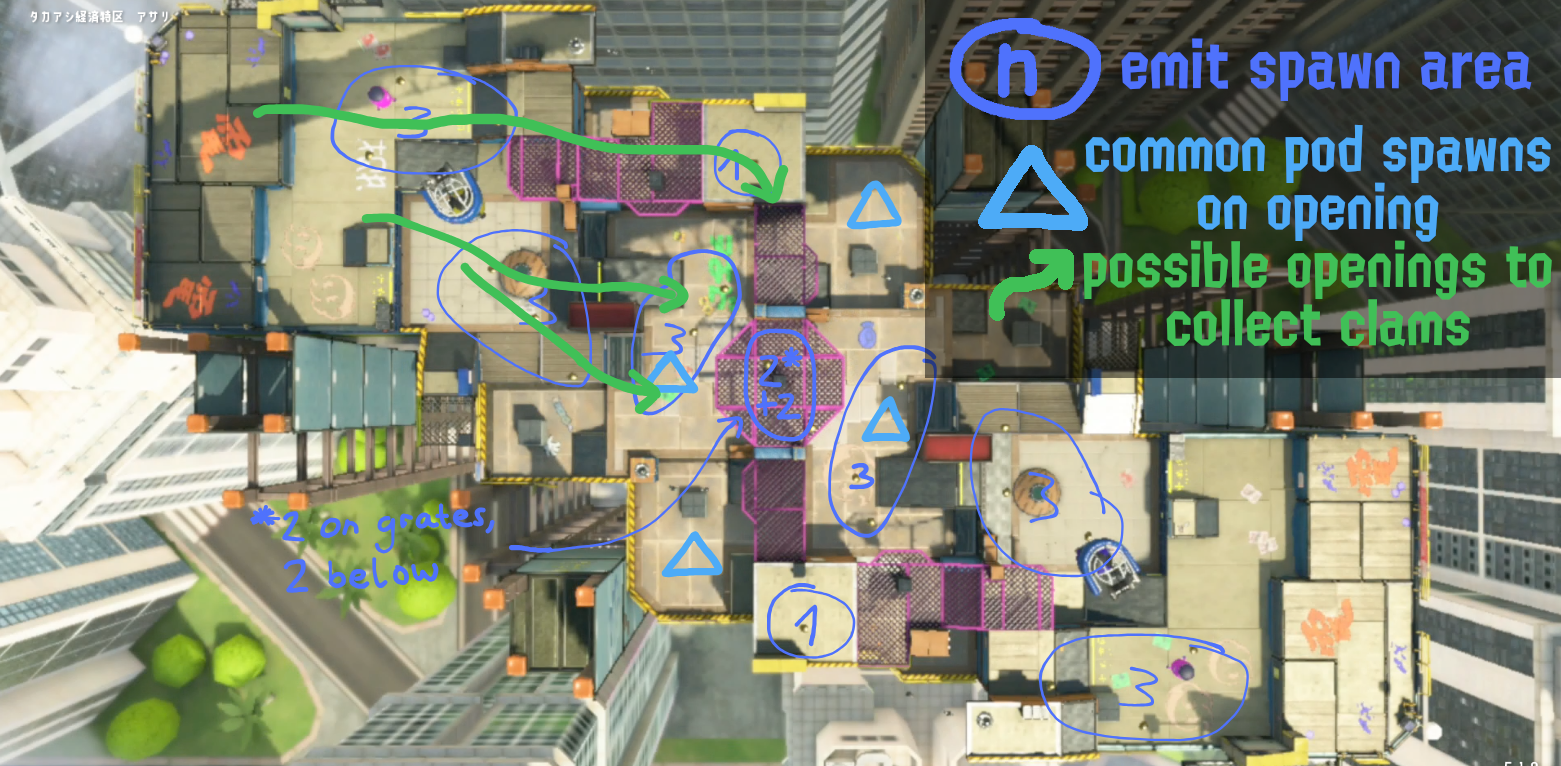 タカアシ経済特区 アサリ
n emit spawn area
common pod spawns
on opening
possible openings to
collect clams
3
1
3
3
2*
+2
3
3
*2 on grates,
2 below
1
3